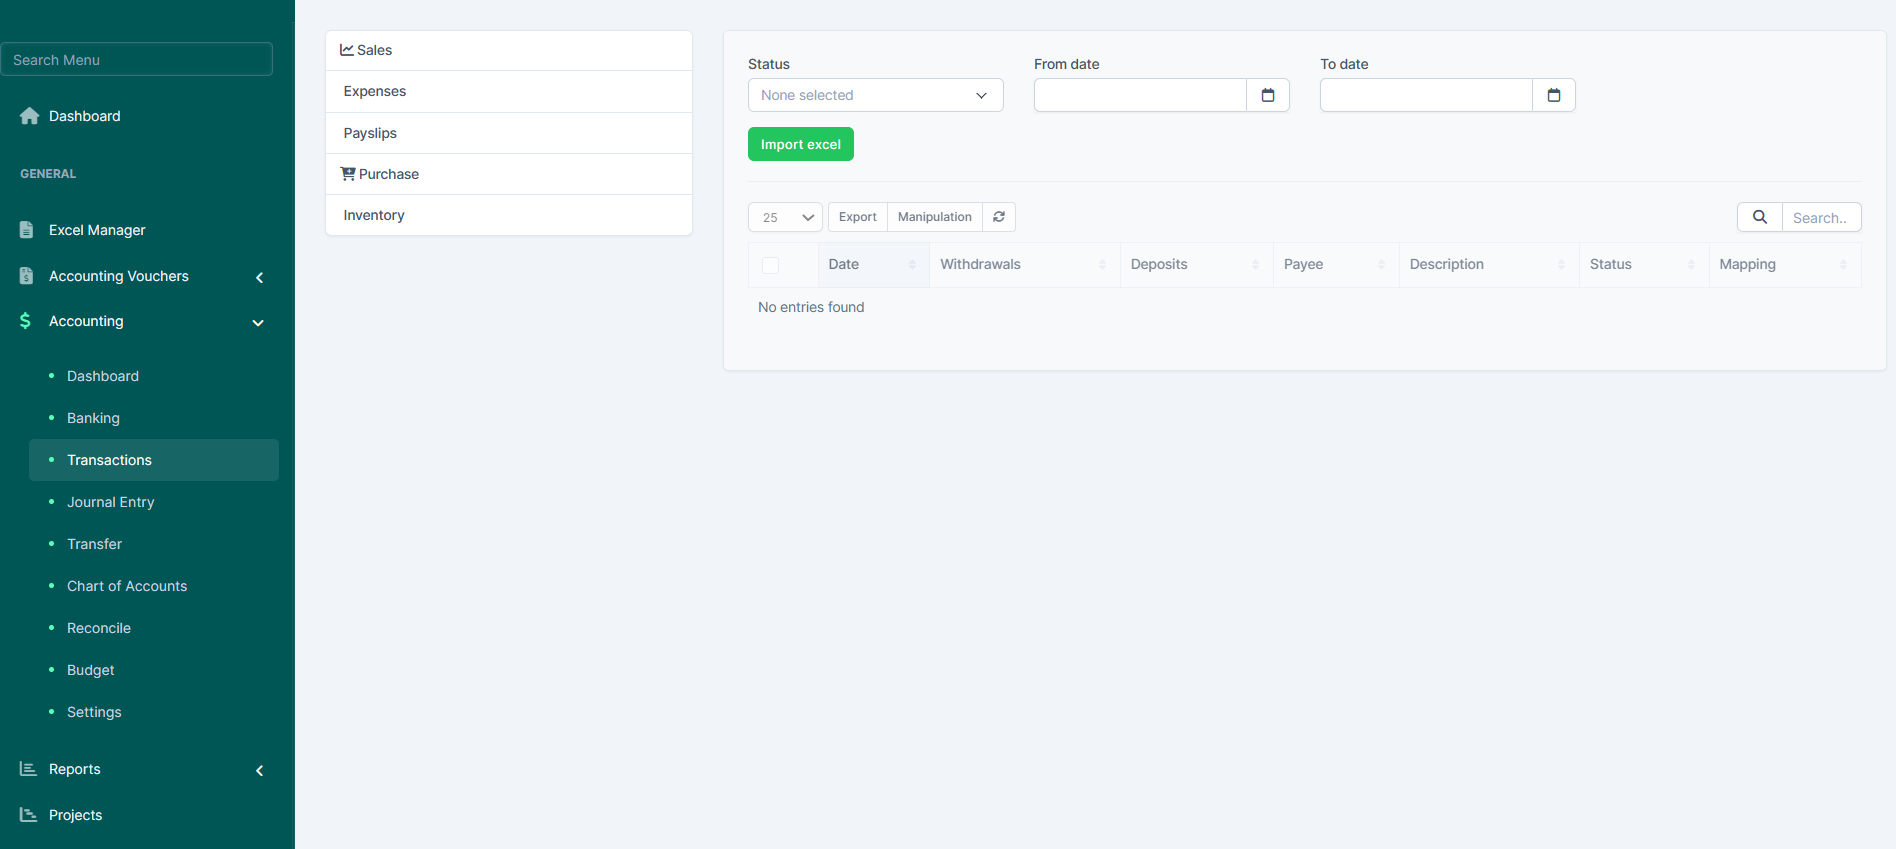 Search Menu
Dashboard
GENERAL
Excel Manager
Accounting Vouchers
Accounting
Dashboard
Banking
Transactions
Journal Entry
Transfer
Chart of Accounts
Reconcile
Budget
Settings
Reports
Projects
Sales
Expenses
Payslips
Purchase
Inventory
Status From date To date
None selected
Import excel
25 Export Manipulation Search..
Date Withdrawals Deposits Payee Description Status Mapping
No entries found